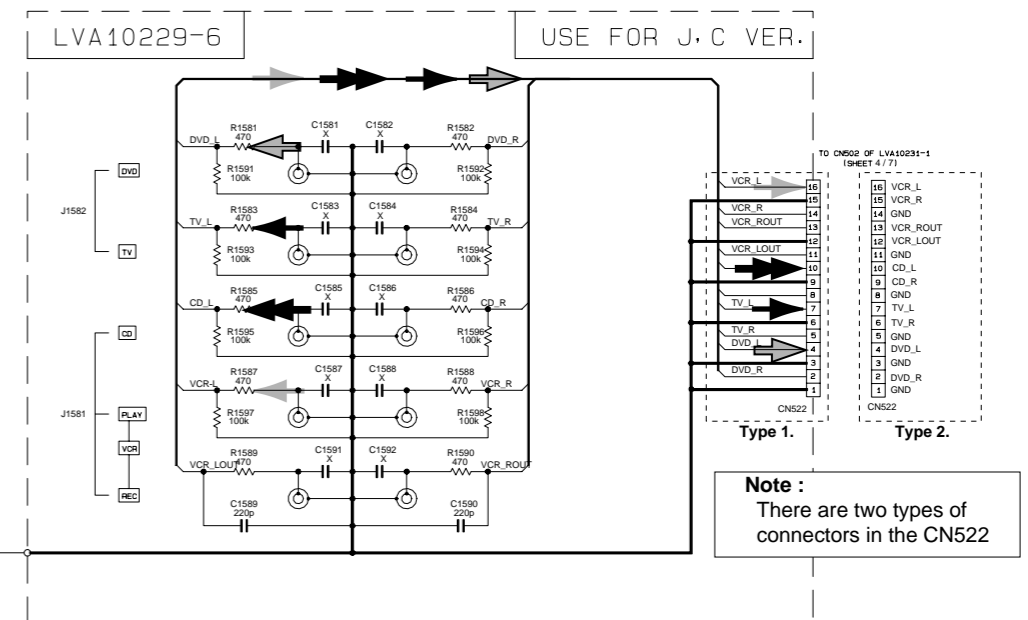 LVA10229-6
USE FOR J,C VER.
R1581
470
C1581
X
C1582
X
R1582
470
DVD_L
DVD_R
R1591
100k
R1592
100k
DVD
J1582
TV
R1583
470
C1583
X
C1584
X
R1584
470
TV_L
TV_R
R1593
100k
R1594
100k
R1585
470
C1585
X
C1586
X
R1586
470
CD_L
CD_R
R1595
100k
R1596
100k
CD
J1581
PLAY
VCR
REC
R1587
470
C1587
X
C1588
X
R1588
470
VCR-L
VCR_R
R1597
100k
R1598
100k
R1589
470
C1591
X
C1592
X
R1590
470
VCR_LOUT
VCR_ROUT
C1589
220p
C1590
220p
TO CN502 OF LVA10231-1
(SHEET 4/7)
VCR_L
VCR_R
VCR_ROUT
VCR_LOUT
TV_L
TV_R
DVD_L
DVD_R
16
15
14
13
12
11
10
9
8
7
6
5
4
3
2
1
CN522
Type 1.
16 VCR_L
15 VCR_R
14 GND
13 VCR_ROUT
12 VCR_LOUT
11 GND
10 CD_L
9 CD_R
8 GND
7 TV_L
6 TV_R
5 GND
4 DVD_L
3 GND
2 DVD_R
1 GND
CN522
Type 2.
Note :
There are two types of
connectors in the CN522